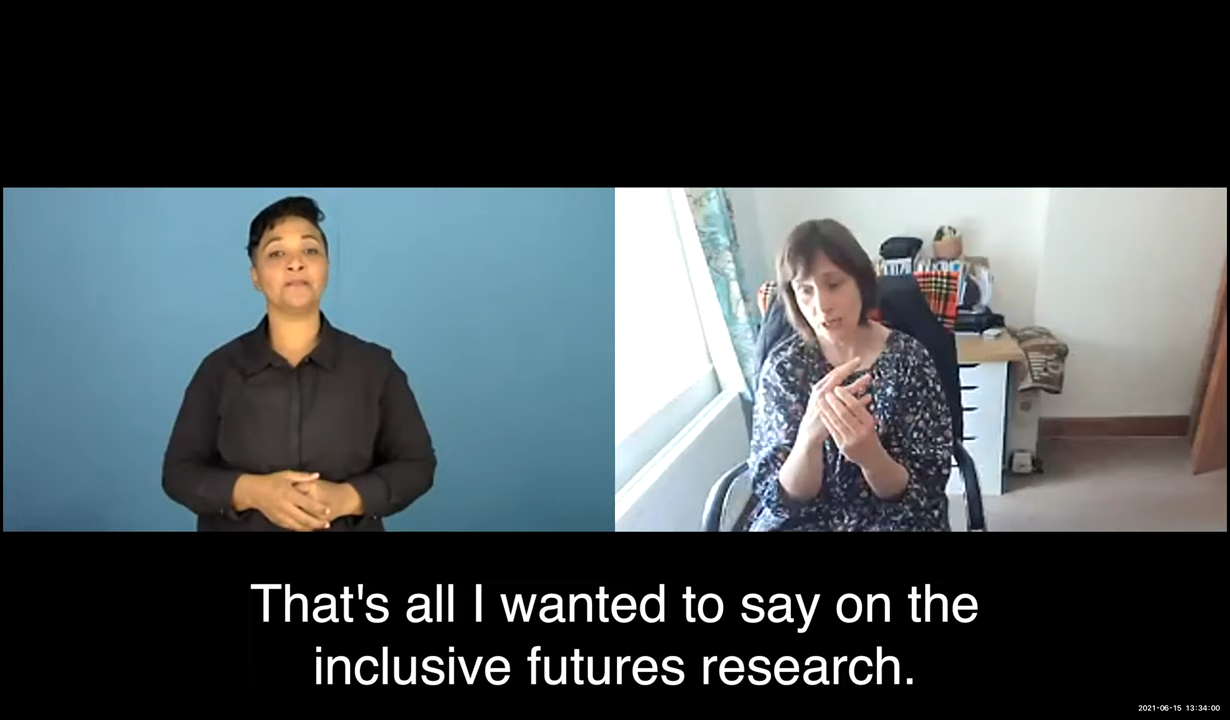 That's all I wanted to say on the
inclusive futures research.
2021-06-15 13:34:00